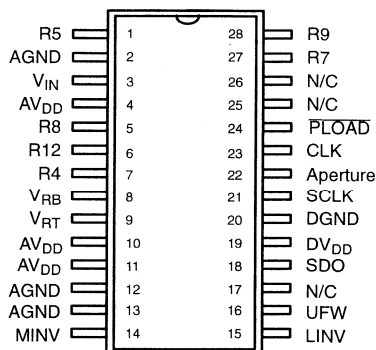 R5 1 28 R9
AGND 2 27 R7
VIN 3 26 N/C
AVDD 4 25 N/C
R8 5 24 PLOAD
R12 6 23 CLK
R4 7 22 Aperture
VRB 8 21 SCLK
VRT 9 20 DGND
AVDD 10 19 DVDD
AVDD 11 18 SDO
AGND 12 17 N/C
AGND 13 16 UFW
MINV 14 15 LINV